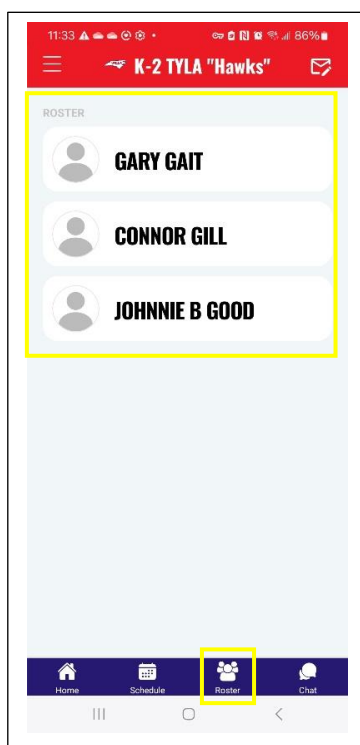 11:33 86%
K-2 TYLA "Hawks"
ROSTER
GARY GAIT
CONNOR GILL
JOHNNIE B GOOD
Home Schedule Roster Chat